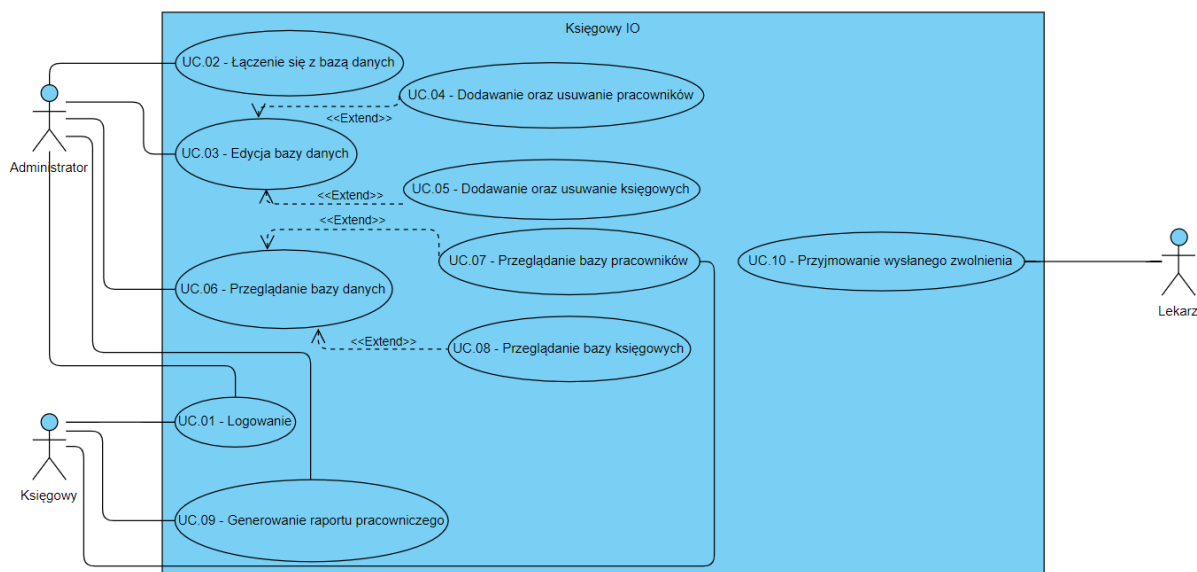 Księgowy IO
UC.02 - Łączenie się z bazą danych
UC.04 - Dodawanie oraz usuwanie pracowników
<<Extend>>
UC.03 - Edycja bazy danych
Administrator
UC.05 - Dodawanie oraz usuwanie księgowych
<<Extend>>
<<Extend>>
UC.07 - Przeglądanie bazy pracowników
UC.10 - Przyjmowanie wysłanego zwolnienia
UC.06 - Przeglądanie bazy danych
Lekarz
<<Extend>>
UC.08 - Przeglądanie bazy księgowych
UC.01 - Logowanie
Księgowy
UC.09 - Generowanie raportu pracowniczego